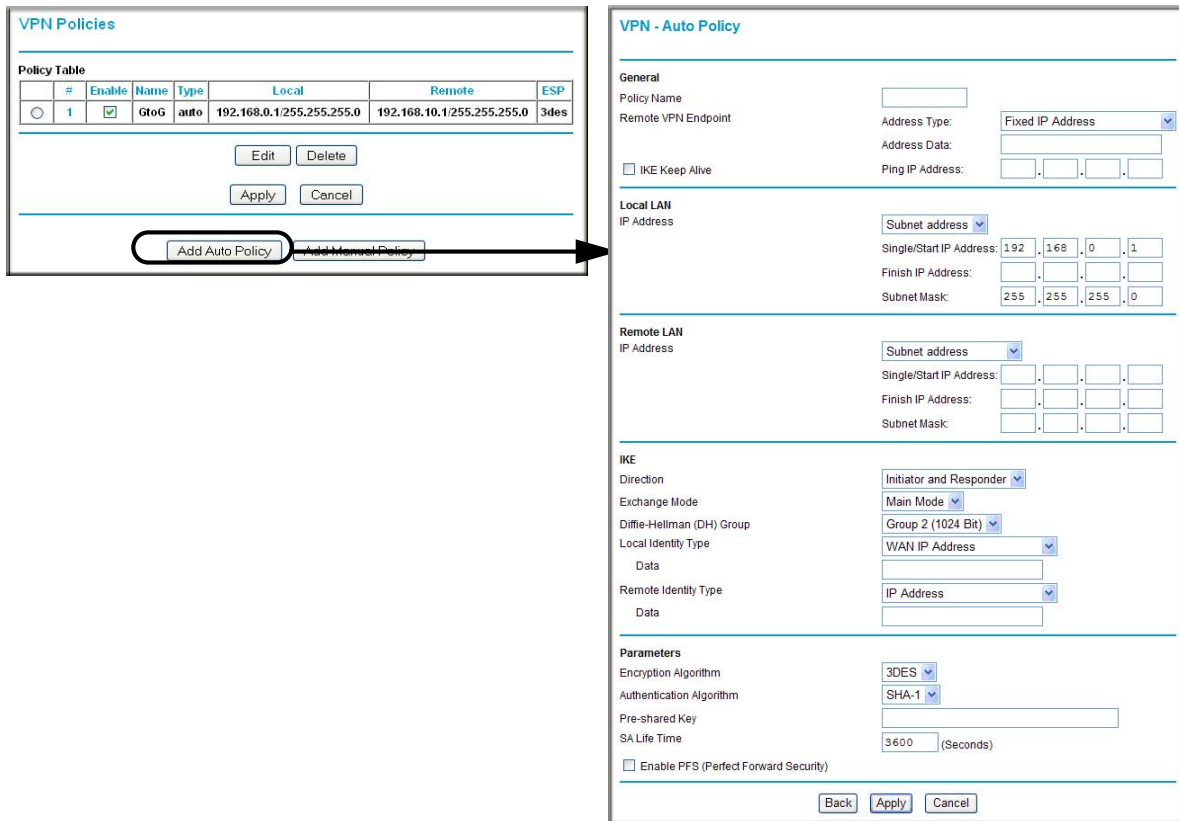 VPN Policies
Policy Table
# Enable Name Type Local Remote ESP
1 GtoG auto 192.168.0.1/255.255.255.0 192.168.10.1/255.255.255.0 3des
Edit Delete
Apply Cancel
Add Auto Policy Add Manual Policy
VPN - Auto Policy
General
Policy Name
Remote VPN Endpoint Address Type: Fixed IP Address
Address Data:
IKE Keep Alive Ping IP Address: . . .
Local LAN
IP Address Subnet address
Single/Start IP Address: 192 . 168 . 0 . 1
Finish IP Address: . . .
Subnet Mask: 255 . 255 . 255 . 0
Remote LAN
IP Address Subnet address
Single/Start IP Address: . . .
Finish IP Address: . . .
Subnet Mask: . . .
IKE
Direction Initiator and Responder
Exchange Mode Main Mode
Diffie-Hellman (DH) Group Group 2 (1024 Bit)
Local Identity Type WAN IP Address
Data
Remote Identity Type IP Address
Data
Parameters
Encryption Algorithm 3DES
Authentication Algorithm SHA-1
Pre-shared Key
SA Life Time 3600 (Seconds)
Enable PFS (Perfect Forward Security)
Back Apply Cancel